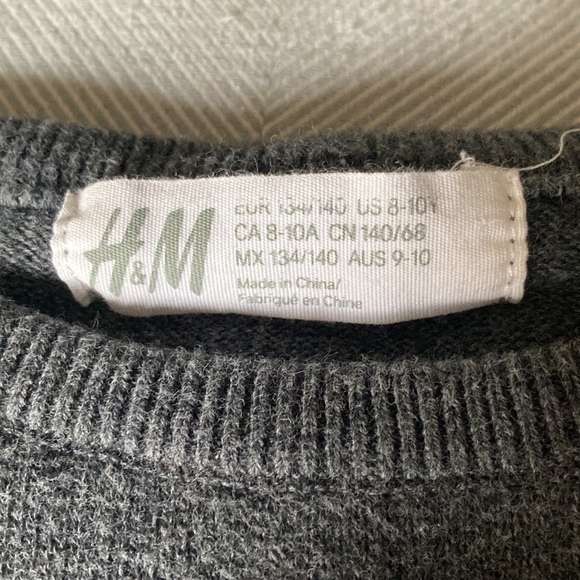 H&M
EUR 134/140 US 8-10Y
CA 8-10A CN 140/68
MX 134/140 AUS 9-10
Made in China/
Fabriqué en Chine